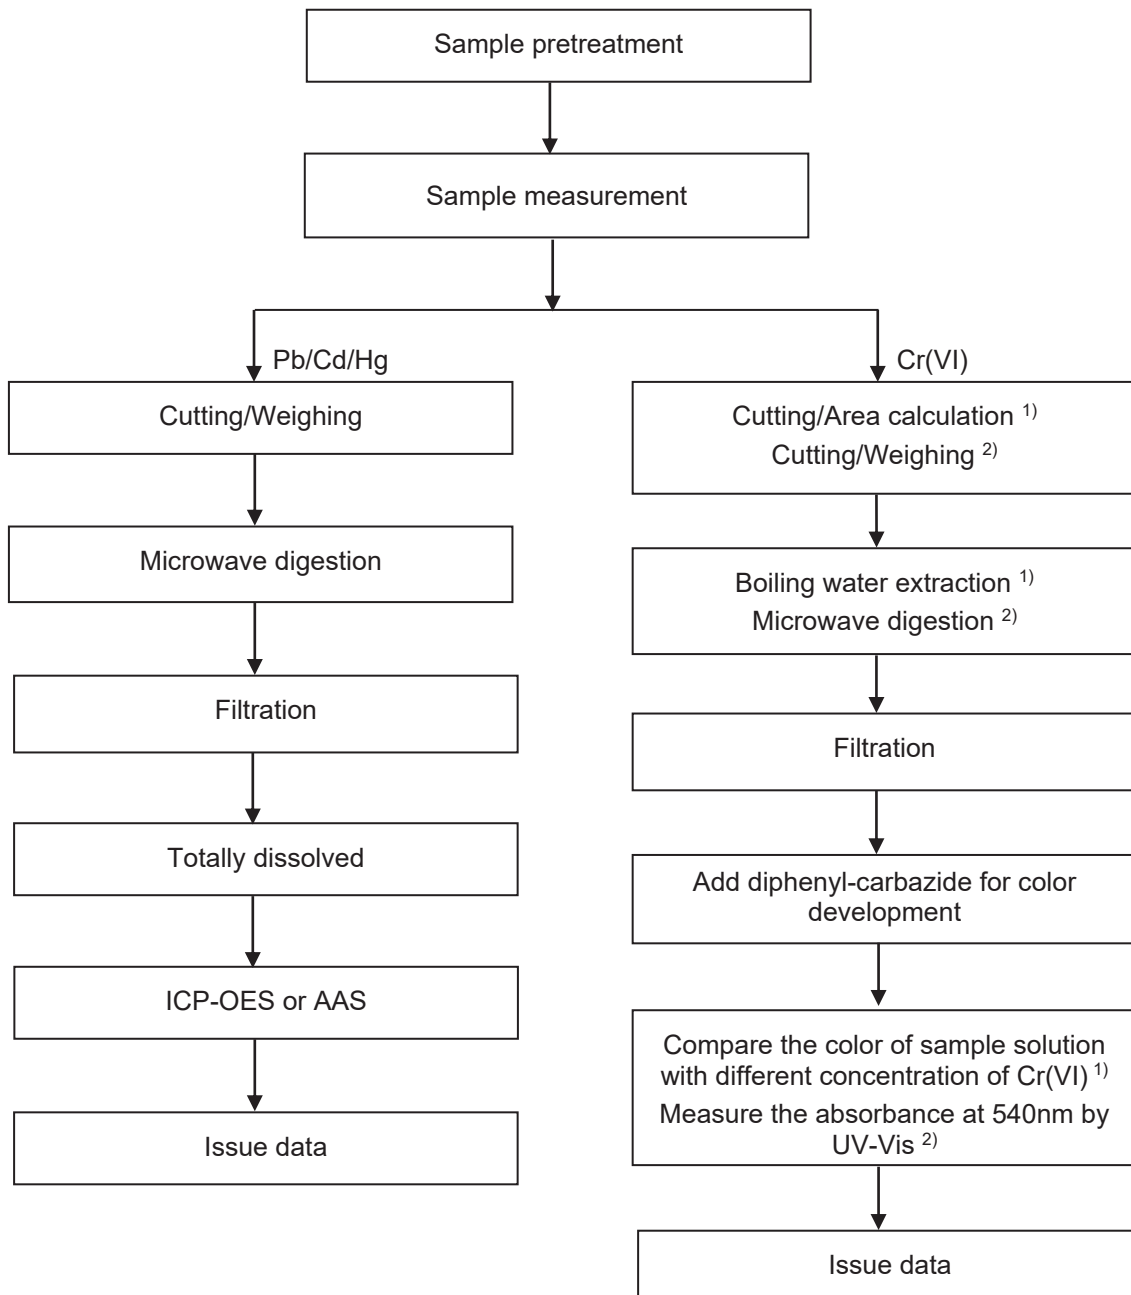 Sample pretreatment
Sample measurement
Pb/Cd/Hg
Cutting/Weighing
Microwave digestion
Filtration
Totally dissolved
ICP-OES or AAS
Issue data
Cr(VI)
Cutting/Area calculation 1)
Cutting/Weighing 2)
Boiling water extraction 1)
Microwave digestion 2)
Filtration
Add diphenyl-carbazide for color
development
Compare the color of sample solution
with different concentration of Cr(VI) 1)
Measure the absorbance at 540nm by
UV-Vis 2)
Issue data